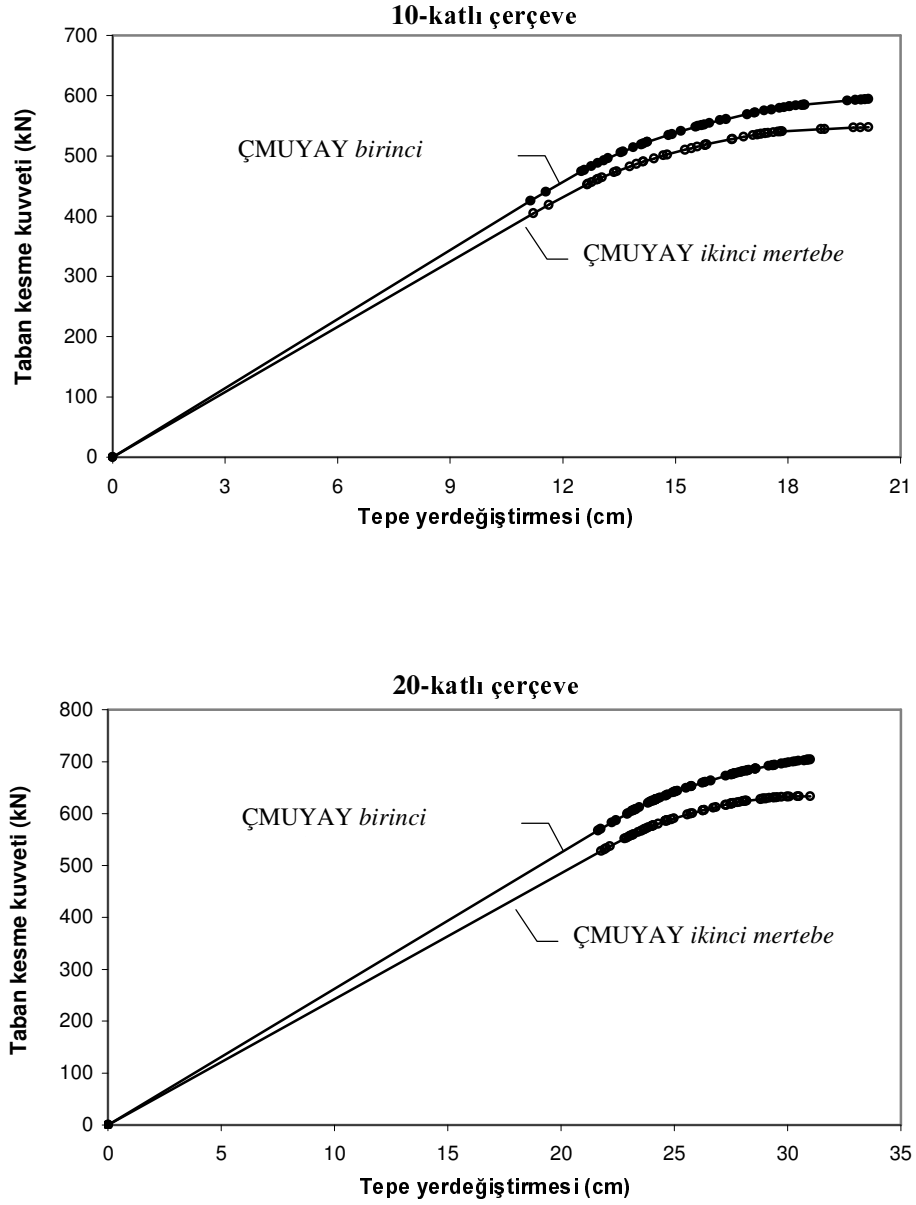 10-katlı çerçeve
700
600
500
400
300
200
100
0
Taban kesme kuvveti (kN)
ÇMUYAY birinci
ÇMUYAY ikinci mertebe
0 3 6 9 12 15 18 21
Tepe yerdeğiştirmesi (cm)
20-katlı çerçeve
800
700
600
500
400
300
200
100
0
Taban kesme kuvveti (kN)
ÇMUYAY birinci
ÇMUYAY ikinci mertebe
0 5 10 15 20 25 30 35
Tepe yerdeğiştirmesi (cm)